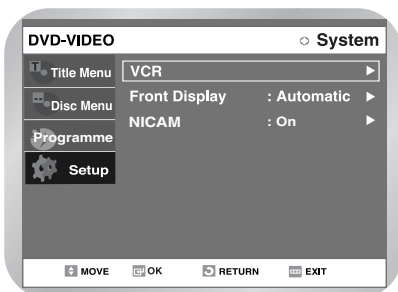 DVD-VIDEO System
Title Menu
Disc Menu
Programme
Setup
VCR ►
Front Display : Automatic ►
NICAM : On ►
MOVE OK RETURN EXIT